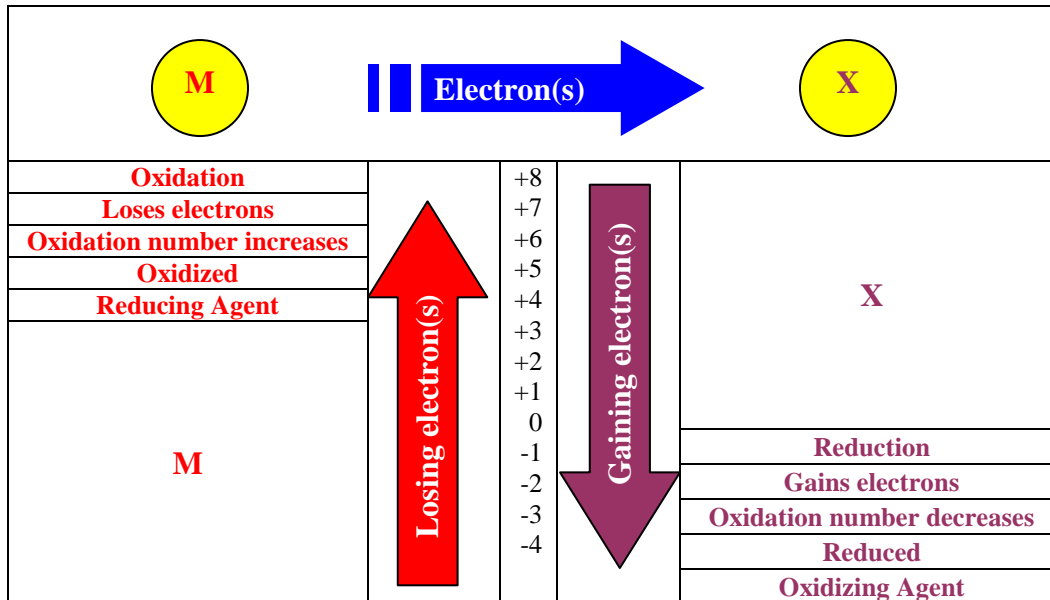 M
Electron(s)
X
Oxidation
Loses electrons
Oxidation number increases
Oxidized
Reducing Agent
M
Losing electron(s)
+8
+7
+6
+5
+4
+3
+2
+1
0
-1
-2
-3
-4
Gaining electron(s)
X
Reduction
Gains electrons
Oxidation number decreases
Reduced
Oxidizing Agent